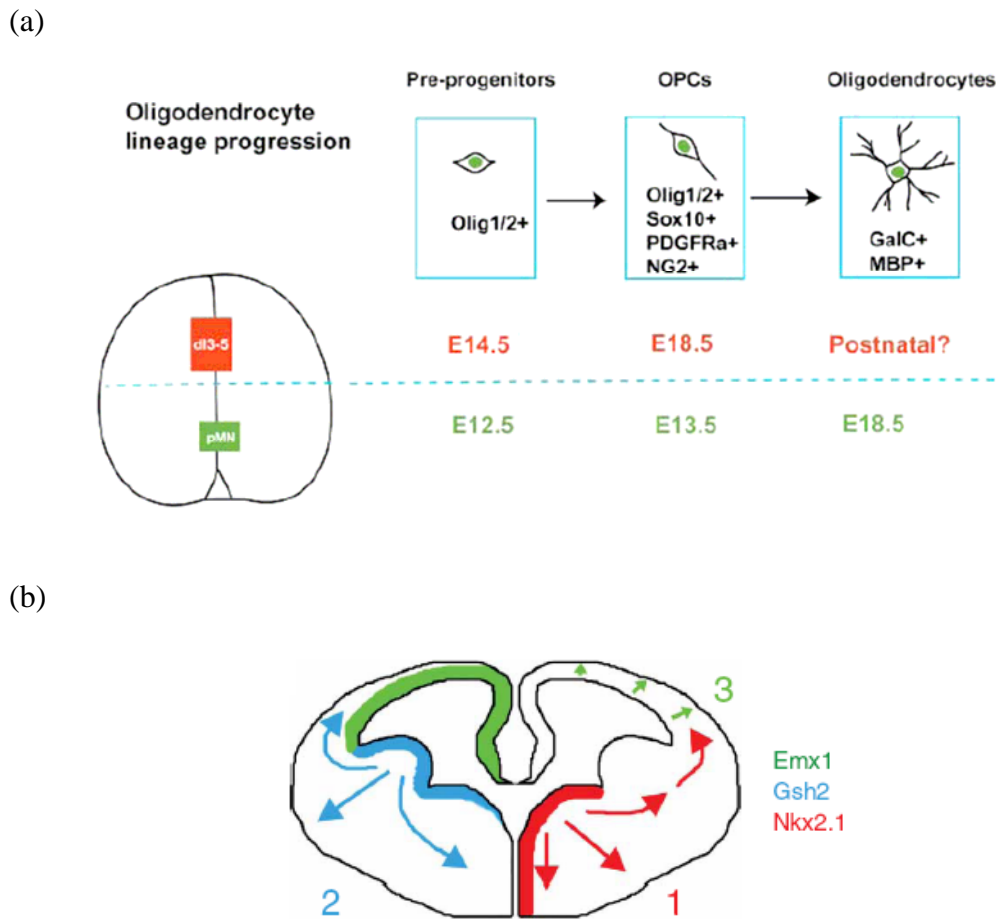 (a)
Pre-progenitors OPCs Oligodendrocytes
Oligodendrocyte
lineage progression
Olig1/2+
Olig1/2+
Sox10+
PDGFRa+
NG2+
GalC+
MBP+
dI3-5 E14.5 E18.5 Postnatal?
pMN E12.5 E13.5 E18.5
(b)
3
Emx1
Gsh2
Nkx2.1
2 1